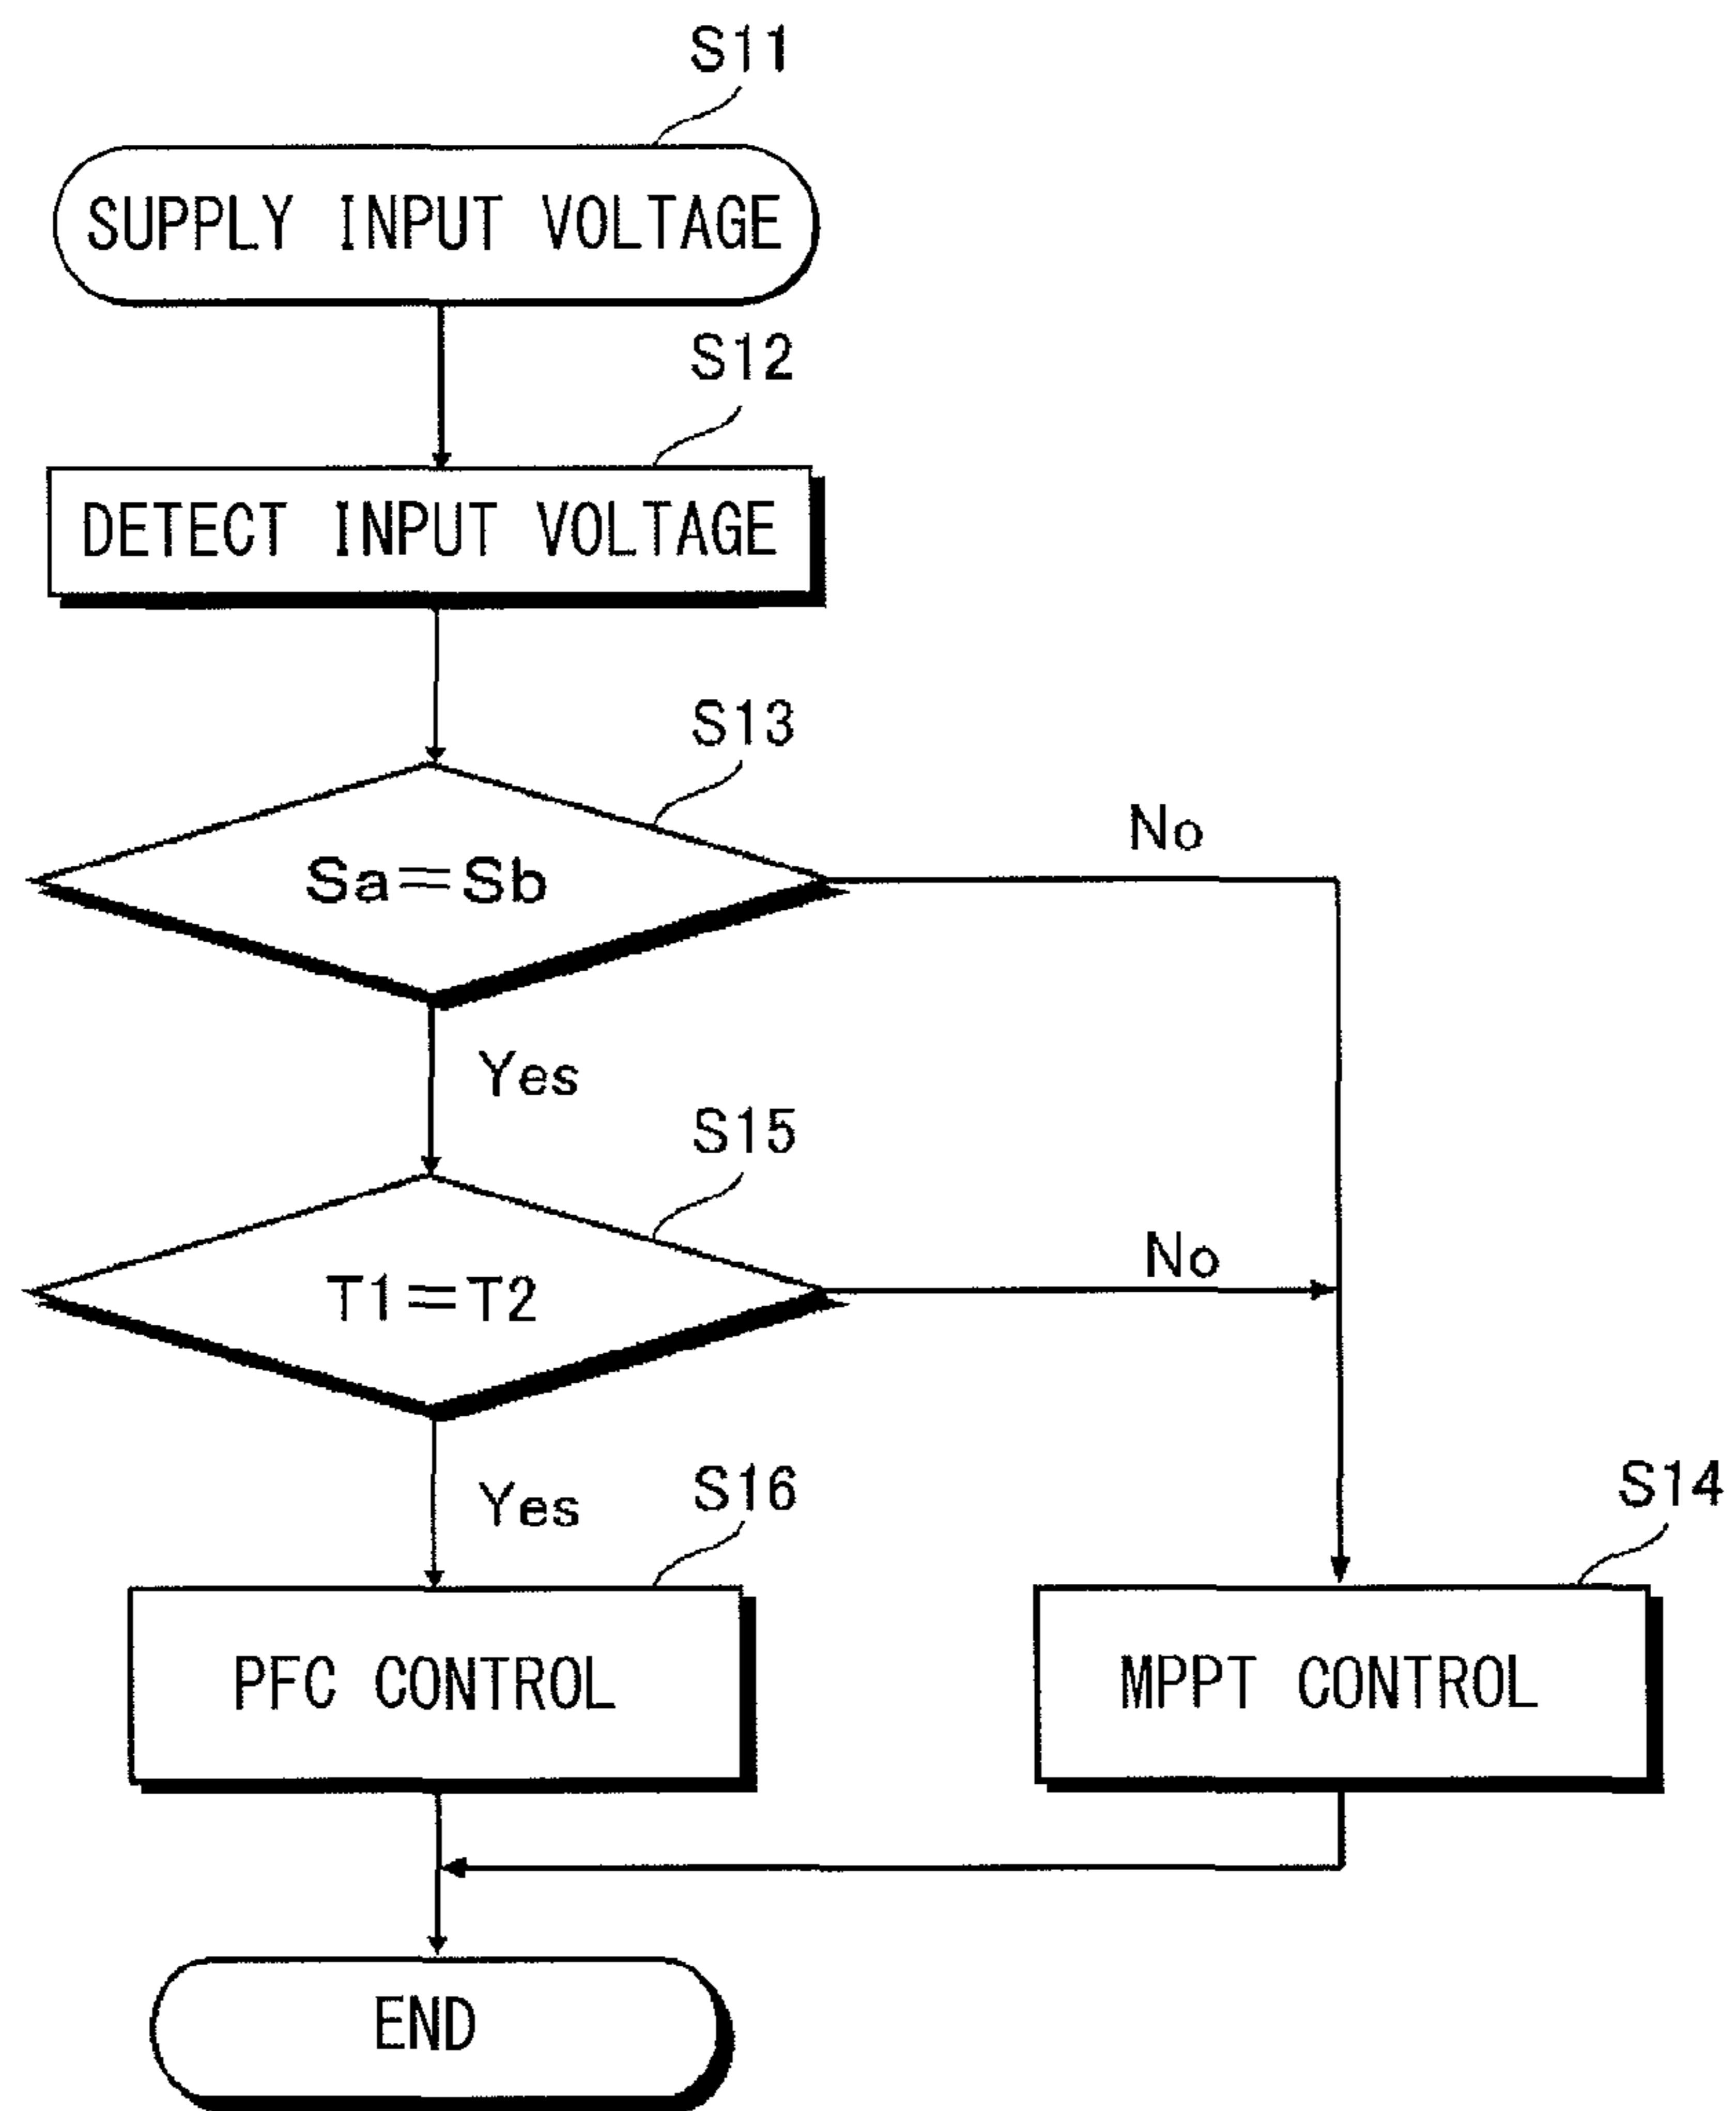 S11
SUPPLY INPUT VOLTAGE
S12
DETECT INPUT VOLTAGE
S13
Sa=Sb
No
Yes
S15
T1=T2
No
Yes
S16
S14
PFC CONTROL
MPPT CONTROL
END